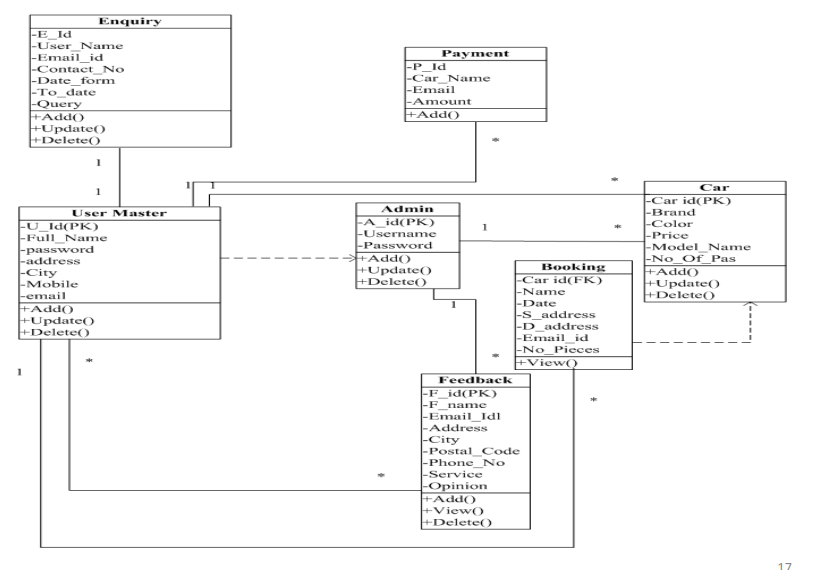 Enquiry
-E_Id
-User_Name
-Email_id
-Contact_No
-Date_form
-To_date
-Query
+Add()
+Update()
+Delete()
Payment
-P_Id
-Car_Name
-Email
-Amount
+Add()
1
*
1
1
1
*
User Master
-U_Id(PK)
-Full_Name
-password
-address
-City
-Mobile
-email
+Add()
+Update()
+Delete()
Admin
-A_id(PK)
-Username
-Password
+Add()
+Update()
+Delete()
1
*
Car
-Car id(PK)
-Brand
-Color
-Price
-Model_Name
-No_Of_Pas
+Add()
+Update()
+Delete()
Booking
-Car id(FK)
-Name
-Date
-S_address
-D_address
-Email_id
-No_Pieces
+View()
1
*
1
*
*
Feedback
-F_id(PK)
-F_name
-Email_Idl
-Address
-City
-Postal_Code
-Phone_No
-Service
-Opinion
+Add()
+View()
+Delete()
*
17